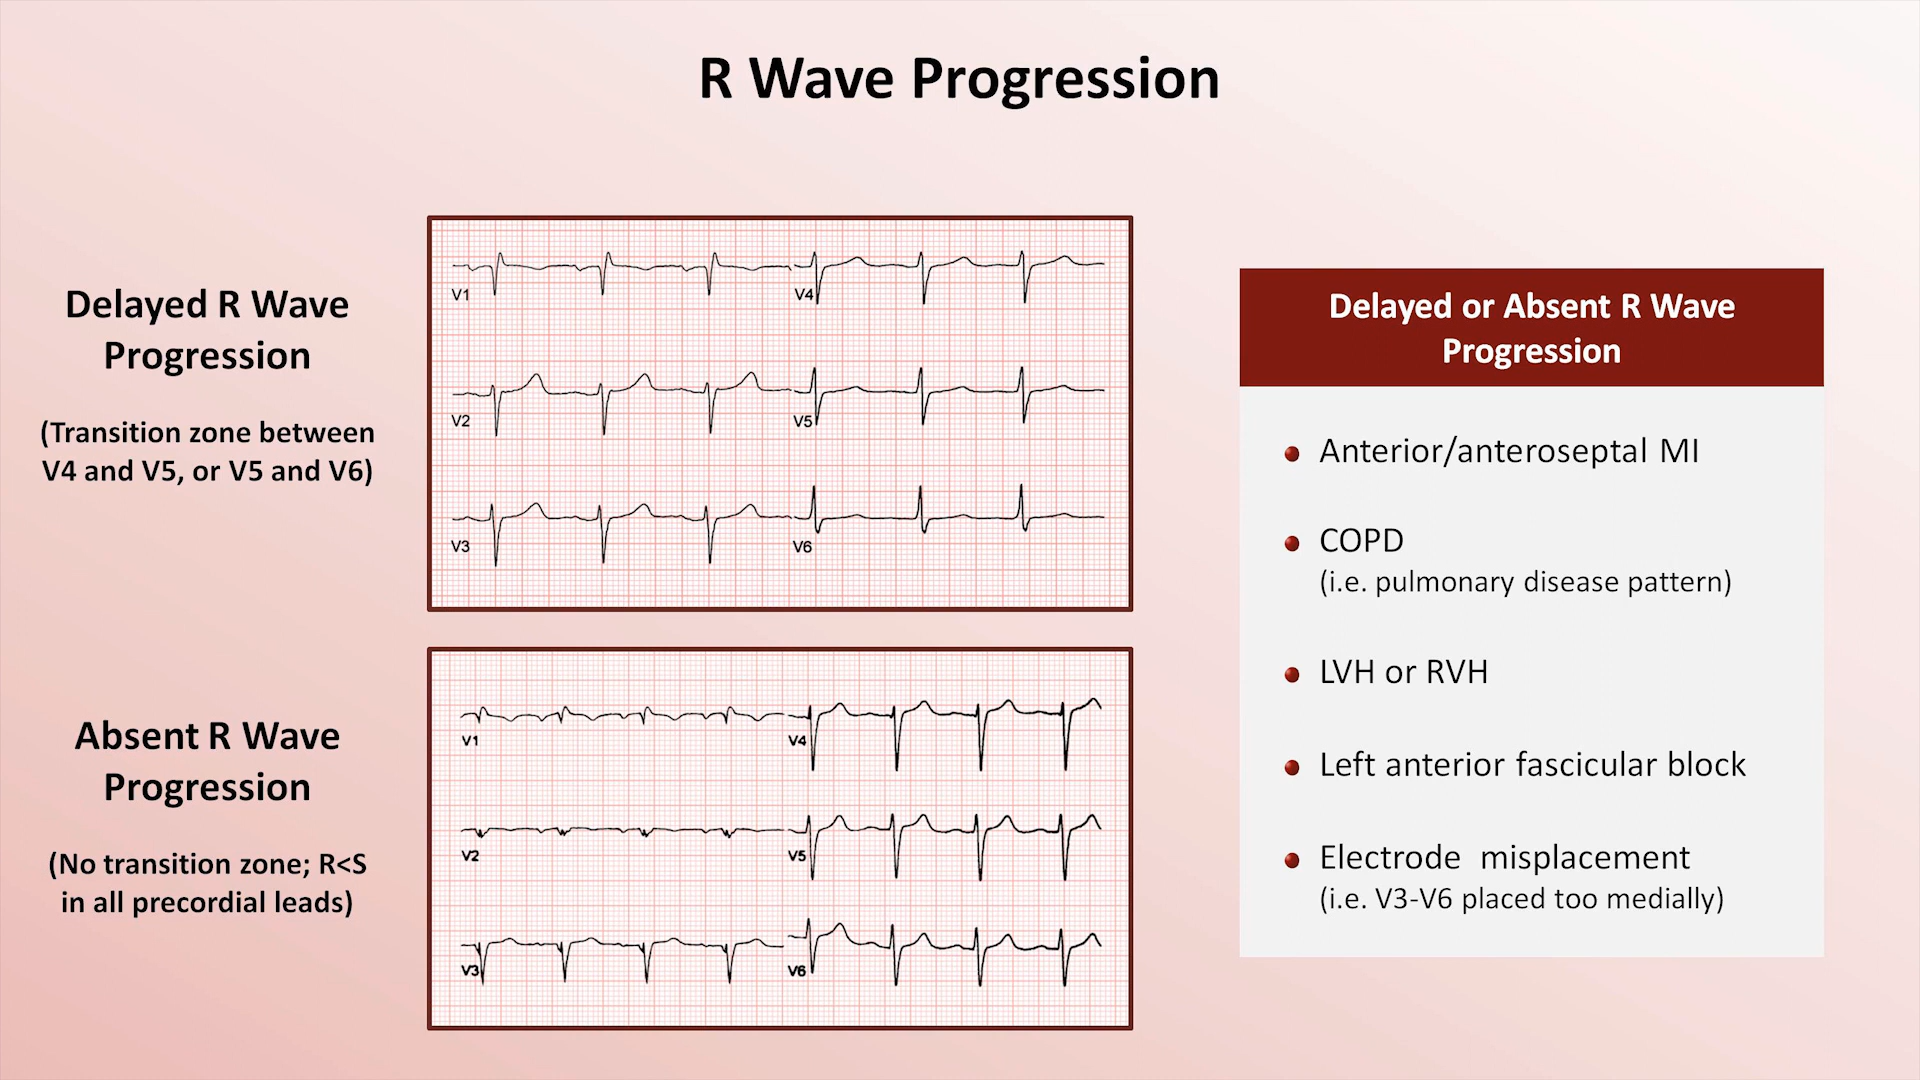 R Wave Progression
Delayed R Wave
Progression
(Transition zone between
V4 and V5, or V5 and V6)
V1
V4
V2
V5
V3
V6
Absent R Wave
Progression
(No transition zone; R<S
in all precordial leads)
V1
V4
V2
V5
V3
V6
Delayed or Absent R Wave
Progression
Anterior/anteroseptal MI
COPD
(i.e. pulmonary disease pattern)
LVH or RVH
Left anterior fascicular block
Electrode misplacement
(i.e. V3-V6 placed too medially)